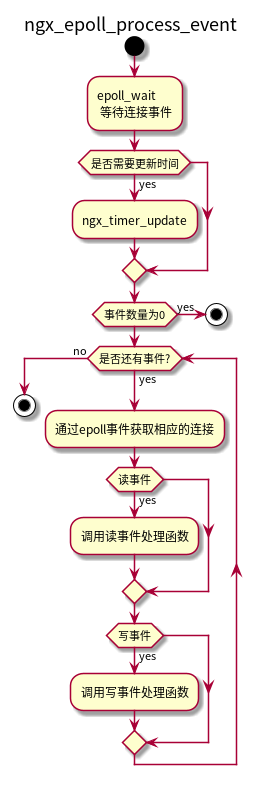 ngx_epoll_process_event
epoll_wait
等待连接事件
是否需要更新时间
yes
ngx_timer_update
事件数量为0
yes
no
是否还有事件?
yes
通过epoll事件获取相应的连接
读事件
yes
调用读事件处理函数
写事件
yes
调用写事件处理函数